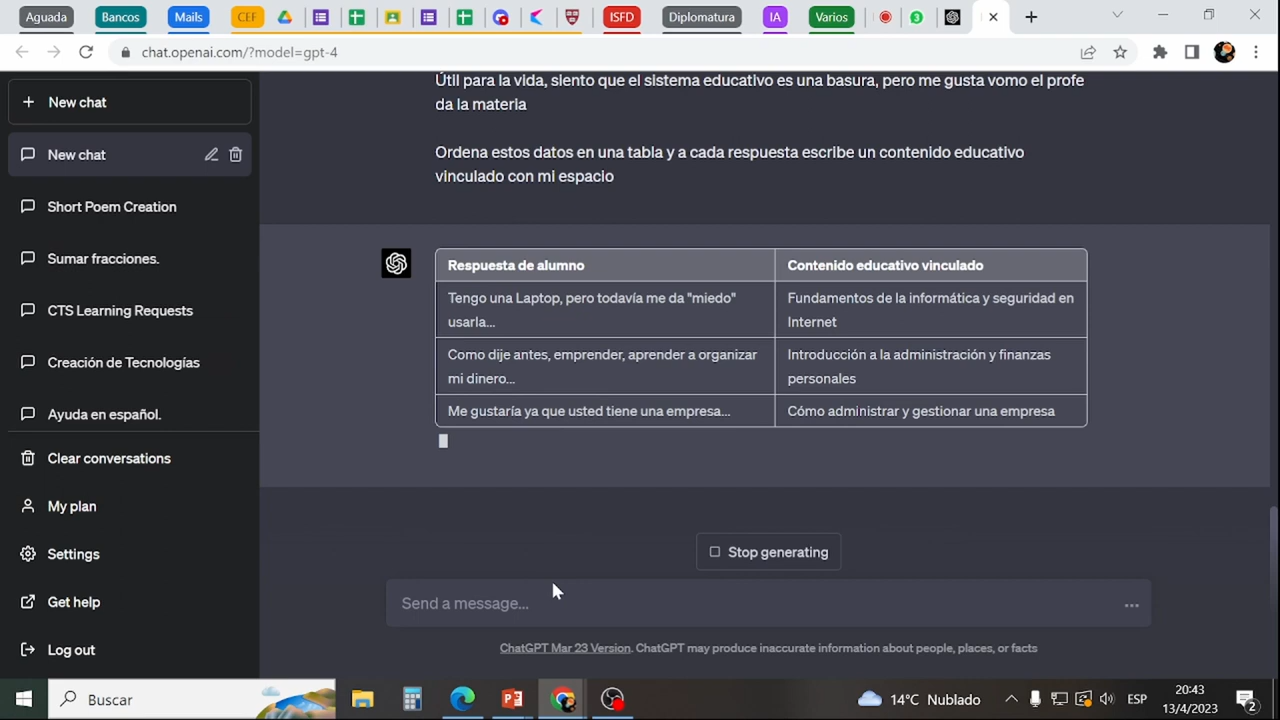 Aguada Bancos Mails CEF ISFD Diplomatura IA Varios
chat.openai.com/?model=gpt-4
Útil para la vida, siento que el sistema educativo es una basura, pero me gusta vomo el profe
da la materla
Ordena estos datos en una tabla y a cada respuesta escribe un contenido educativo
vinculado con mi espaclo
New chat
New chat
Short Poem Creation
Sumar fracciones.
CTS Learning Requests
Creación de Tecnologías
Ayuda en español.
Clear conversations
My plan
Settings
Get help
Log out
Respuesta de alumno Contenido educativo vinculado
Tengo una Laptop, pero todavía me da "miedo" Fundamentos de la informática y seguridad en
usarla... Internet
Como dije antes, emprender, aprender a organizar Introducción a la administración y finanzas
mi dinero... personales
Me gustaría ya que usted tiene una empresa... Cómo administrar y gestionar una empresa
Stop generating
Send a message...
ChatGPT Mar 23 Version. ChatGPT may produce inaccurate information about people, places, or facts
Buscar
14°C Nublado
ESP
20:43
13/4/2023
2